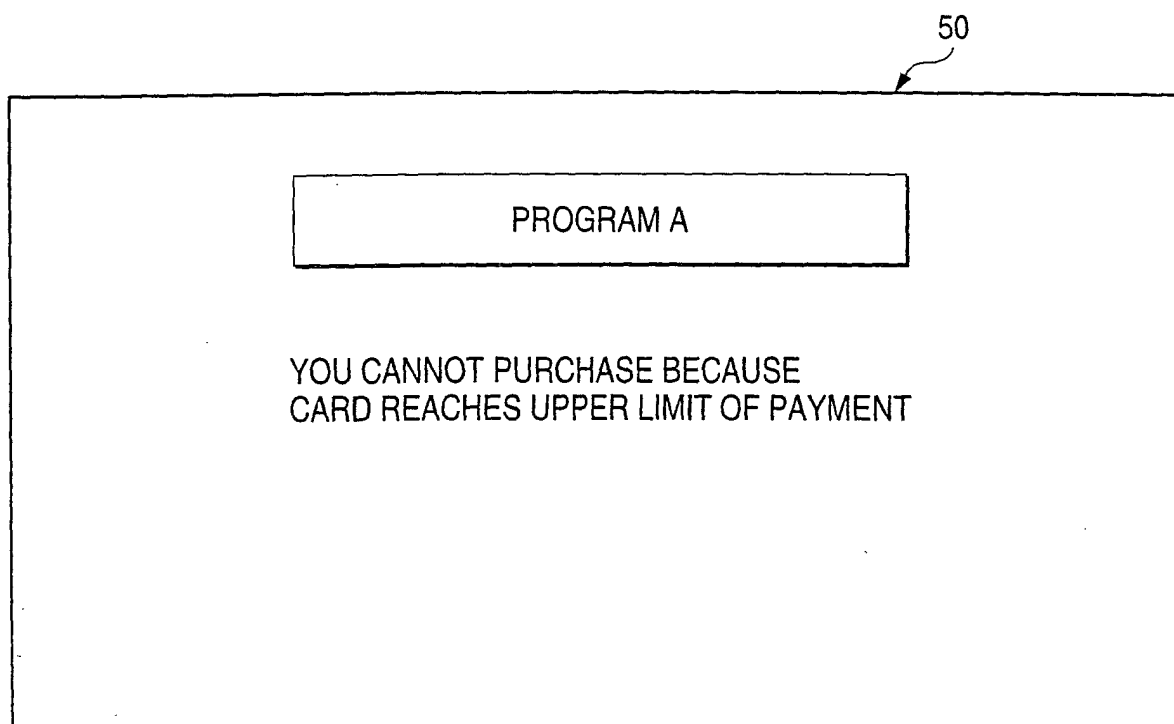 50
PROGRAM A
YOU CANNOT PURCHASE BECAUSE
CARD REACHES UPPER LIMIT OF PAYMENT